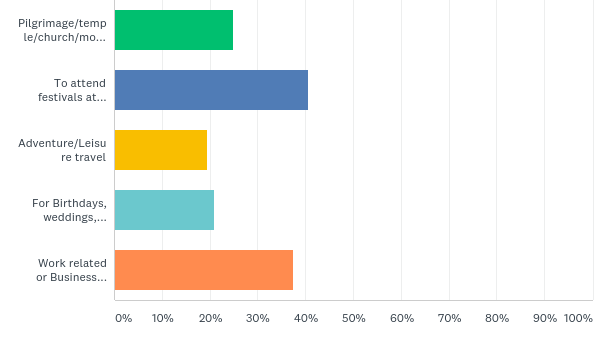 Pilgrimage/temp
le/church/mo...
To attend
festivals at...
Adventure/Leisu
re travel
For Birthdays,
weddings,...
Work related
or Business...
0% 10% 20% 30% 40% 50% 60% 70% 80% 90% 100%